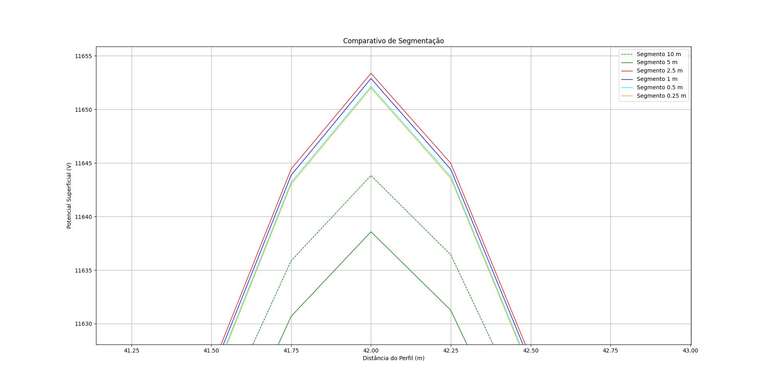 Comparativo de Segmentação
Segmento 10 m
Segmento 5 m
Segmento 2.5 m
Segmento 1 m
Segmento 0.5 m
Segmento 0.25 m
Potencial Superficial (V)
11655
11650
11645
11640
11635
11630
41.25 41.50 41.75 42.00 42.25 42.50 42.75 43.00
Distância do Perfil (m)